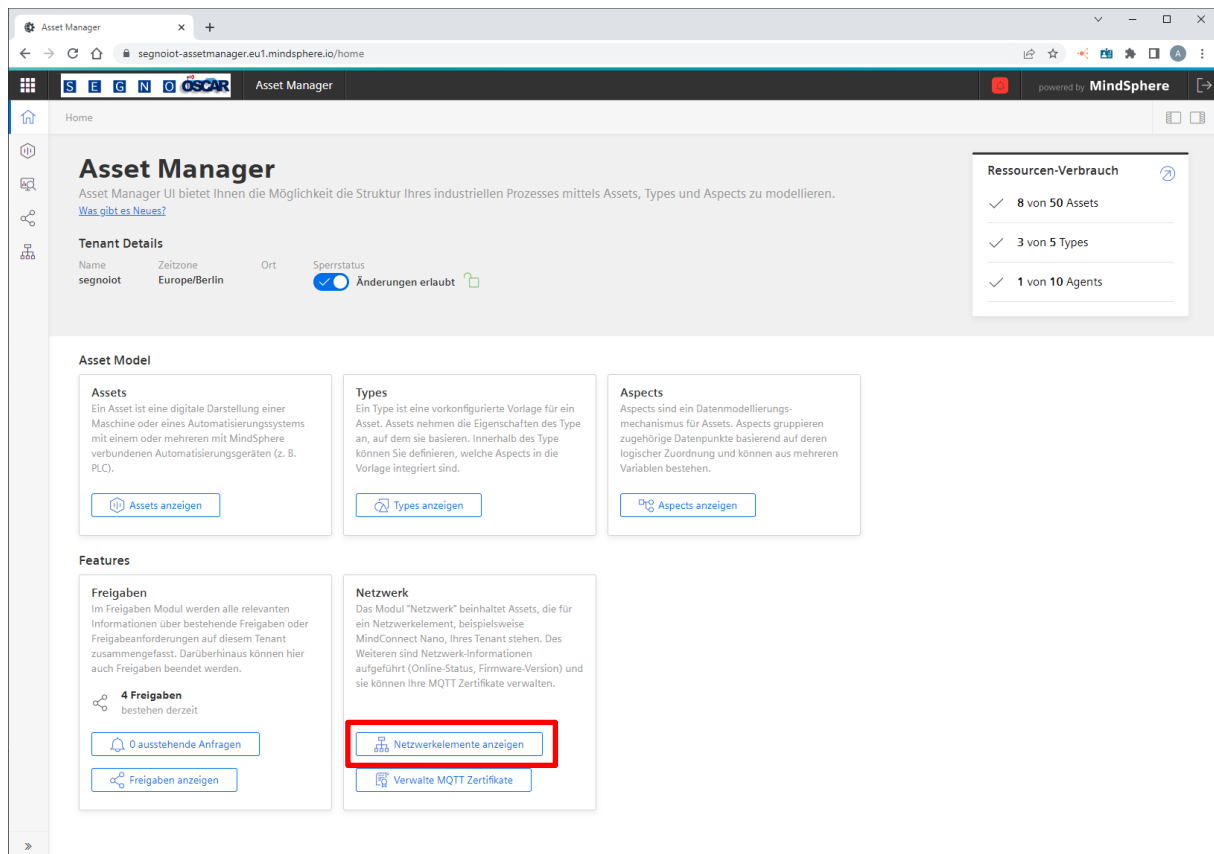 Asset Manager
segnoiot-assetmanager.eu1.mindsphere.io/home
A
S E G N O OSCAR
Asset Manager
powered by MindSphere
Home
Asset Manager
Asset Manager UI bietet Ihnen die Möglichkeit die Struktur Ihres industriellen Prozesses mittels Assets, Types und Aspects zu modellieren.
Was gibt es Neues?
Tenant Details
Name Zeitzone Ort Sperrstatus
segnoiot Europe/Berlin Änderungen erlaubt
Ressourcen-Verbrauch
8 von 50 Assets
3 von 5 Types
1 von 10 Agents
Asset Model
Assets
Ein Asset ist eine digitale Darstellung einer
Maschine oder eines Automatisierungssystems
mit einem oder mehreren mit MindSphere
verbundenen Automatisierungsgeräten (z. B.
PLC).
Assets anzeigen
Types
Ein Type ist eine vorkonfigurierte Vorlage für ein
Asset. Assets nehmen die Eigenschaften des Type
an, auf dem sie basieren. Innerhalb des Type
können Sie definieren, welche Aspects in die
Vorlage integriert sind.
Types anzeigen
Aspects
Aspects sind ein Datenmodellierungs-
mechanismus für Assets. Aspects gruppieren
zugehörige Datenpunkte basierend auf deren
logischer Zuordnung und können aus mehreren
Variablen bestehen.
Aspects anzeigen
Features
Freigaben
Im Freigaben Modul werden alle relevanten
Informationen über bestehende Freigaben oder
Freigabeanforderungen auf diesem Tenant
zusammengefasst. Darüberhinaus können hier
auch Freigaben beendet werden.
4 Freigaben
bestehen derzeit
0 ausstehende Anfragen
Freigaben anzeigen
Netzwerk
Das Modul "Netzwerk" beinhaltet Assets, die für
ein Netzwerkelement, beispielsweise
MindConnect Nano, Ihres Tenant stehen. Des
Weiteren sind Netzwerk-Informationen
aufgeführt (Online-Status, Firmware-Version) und
sie können Ihre MQTT Zertifikate verwalten.
Netzwerkelemente anzeigen
Verwalte MQTT Zertifikate